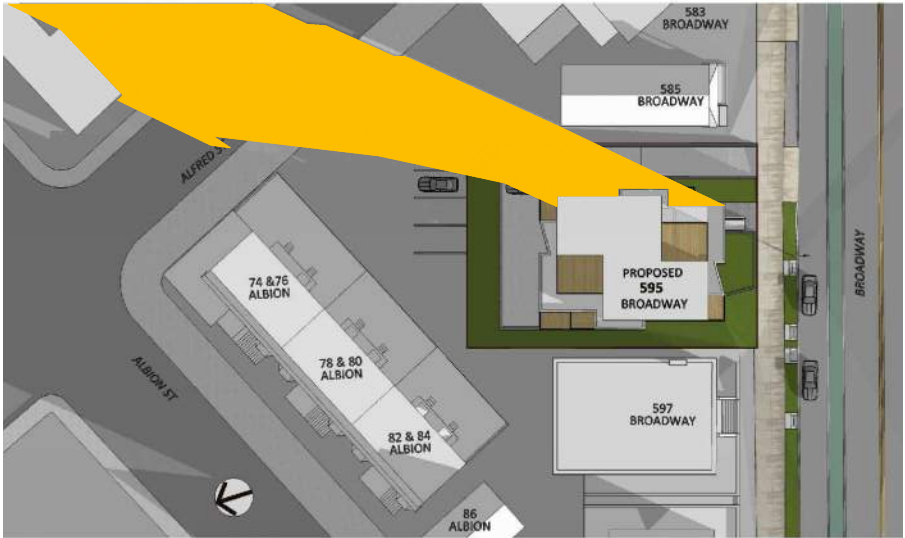 583
BROADWAY
585
BROADWAY
ALFRED S
74 &76
ALBION
PROPOSED
595
BROADWAY
BROADWAY
78 & 80
ALBION
ALBION ST
82 & 84
ALBION
597
BROADWAY
86
ALBION